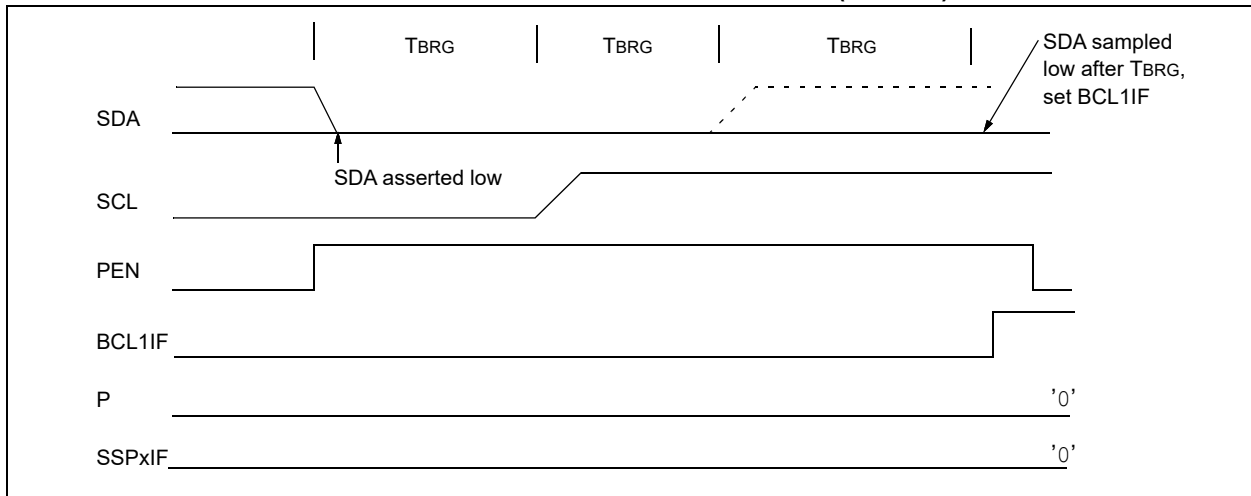 TBRG TBRG TBRG
SDA sampled
low after TBRG,
set BCL1IF
SDA
SDA asserted low
SCL
PEN
BCL1IF
P '0'
SSPxIF '0'